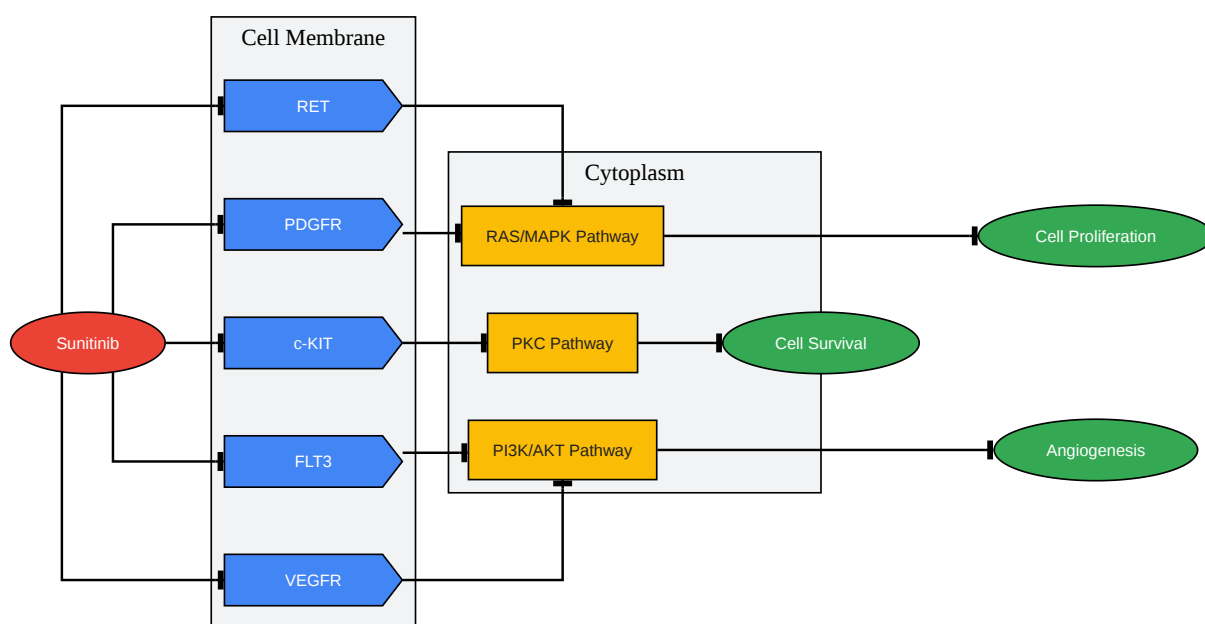 Cell Membrane
RET
Cytoplasm
PDGFR
RAS/MAPK Pathway
Cell Proliferation
Sunitinib
c-KIT
PKC Pathway
Cell Survival
FLT3
PI3K/AKT Pathway
Angiogenesis
VEGFR